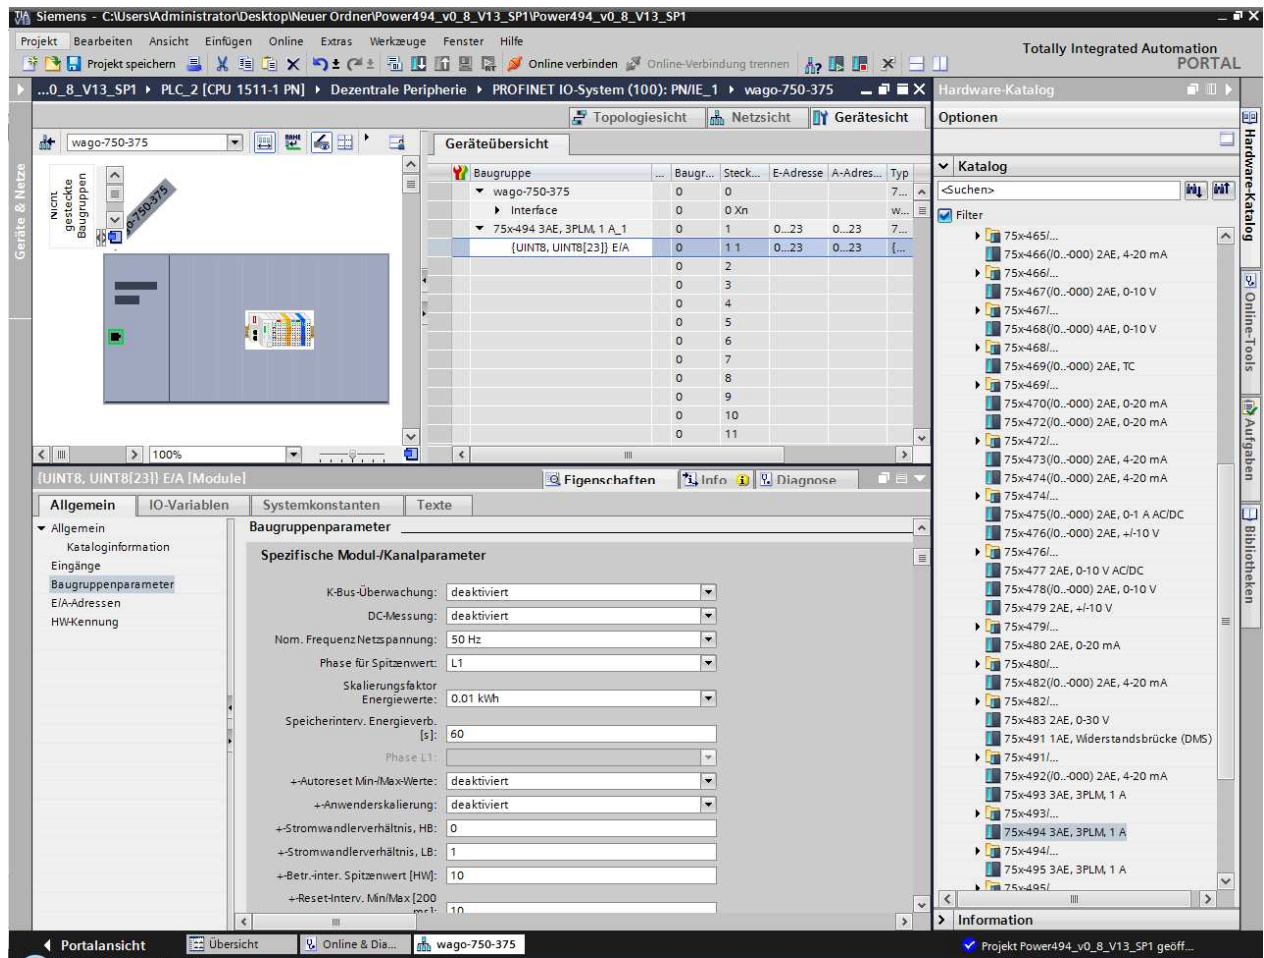 Siemens - C:\Users\Administrator\Desktop\Neuer Ordner\Power494_v0_8_V13_SP1\Power494_v0_8_V13_SP1
Projekt Bearbeiten Ansicht Einfügen Online Extras Werkzeuge Fenster Hilfe
Totally Integrated Automation
PORTAL
Projekt speichern
Online verbinden
Online-Verbindung trennen
...0_8_V13_SP1 ▸ PLC_2 [CPU 1511-1 PN] ▸ Dezentrale Peripherie ▸ PROFINET IO-System (100): PN/IE_1 ▸ wago-750-375
Topologiesicht Netzsicht Gerätesicht
Geräte & Netze
wago-750-375
Nicht gesteckte Baugruppen
100%
Geräteübersicht
Baugruppe ... Baugr... Steck... E-Adresse A-Adres... Typ
wago-750-375 0 0 7...
Interface 0 0 Xn w...
75x-494 3AE, 3PLM, 1 A_1 0 1 0...23 0...23 7...
{UINT8, UINT8[23]} E/A 0 1 1 0...23 0...23 {...
0 2
0 3
0 4
0 5
0 6
0 7
0 8
0 9
0 10
0 11
{UINT8, UINT8[23]} E/A [Module]
Eigenschaften Info Diagnose
Allgemein IO-Variablen Systemkonstanten Texte
Allgemein
Kataloginformation
Eingänge
Baugruppenparameter
E/A-Adressen
HW-Kennung
Baugruppenparameter
Spezifische Modul-/Kanalparameter
K-Bus-Überwachung: deaktiviert
DC-Messung: deaktiviert
Nom. Frequenz Netzspannung: 50 Hz
Phase für Spitzenwert: L1
Skalierungsfaktor
Energiewerte: 0.01 kWh
Speicherinterv. Energieverb.
[s]: 60
Phase L1:
+-Autoreset Min-/Max-Werte: deaktiviert
+-Anwenderskalierung: deaktiviert
+-Stromwandlerverhältnis, HB: 0
+-Stromwandlerverhältnis, LB: 1
+-Betr.-inter. Spitzenwert [HW]: 10
+-Reset-Interv. Min/Max [200
ms]: 10
Hardware-Katalog
Optionen
Katalog
<Suchen>
Filter
75x-465/...
75x-466(/0..-000) 2AE, 4-20 mA
75x-466/...
75x-467(/0..-000) 2AE, 0-10 V
75x-467/...
75x-468(/0..-000) 4AE, 0-10 V
75x-468/...
75x-469(/0..-000) 2AE, TC
75x-469/...
75x-470(/0..-000) 2AE, 0-20 mA
75x-472(/0..-000) 2AE, 0-20 mA
75x-472/...
75x-473(/0..-000) 2AE, 4-20 mA
75x-474(/0..-000) 2AE, 4-20 mA
75x-474/...
75x-475(/0..-000) 2AE, 0-1 A AC/DC
75x-476(/0..-000) 2AE, +/-10 V
75x-476/...
75x-477 2AE, 0-10 V AC/DC
75x-478(/0..-000) 2AE, 0-10 V
75x-479 2AE, +/-10 V
75x-479/...
75x-480 2AE, 0-20 mA
75x-480/...
75x-482(/0..-000) 2AE, 4-20 mA
75x-482/...
75x-483 2AE, 0-30 V
75x-491 1AE, Widerstandsbrücke (DMS)
75x-491/...
75x-492(/0..-000) 2AE, 4-20 mA
75x-493 3AE, 3PLM, 1 A
75x-493/...
75x-494 3AE, 3PLM, 1 A
75x-494/...
75x-495 3AE, 3PLM, 1 A
75x-495/
Information
Hardware-Katalog
Online-Tools
Aufgaben
Bibliotheken
Portalansicht
Übersicht
Online & Dia...
wago-750-375
Projekt Power494_v0_8_V13_SP1 geöff...